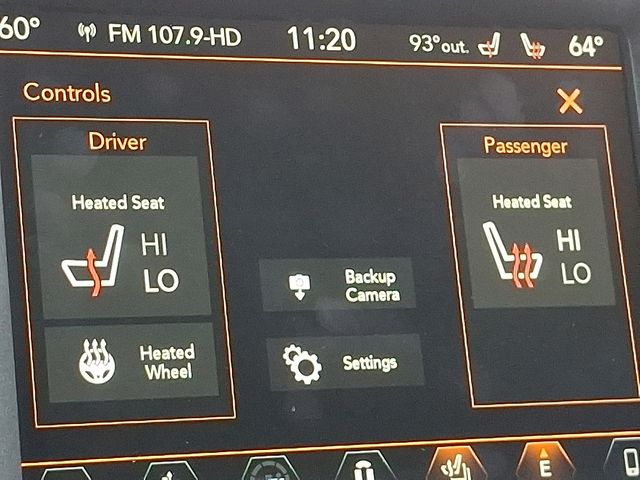 60° FM 107.9-HD 11:20 93° out. 64°
Controls
Driver
Heated Seat
HI
LO
Heated
Wheel
Backup
Camera
Settings
Passenger
Heated Seat
HI
LO
E